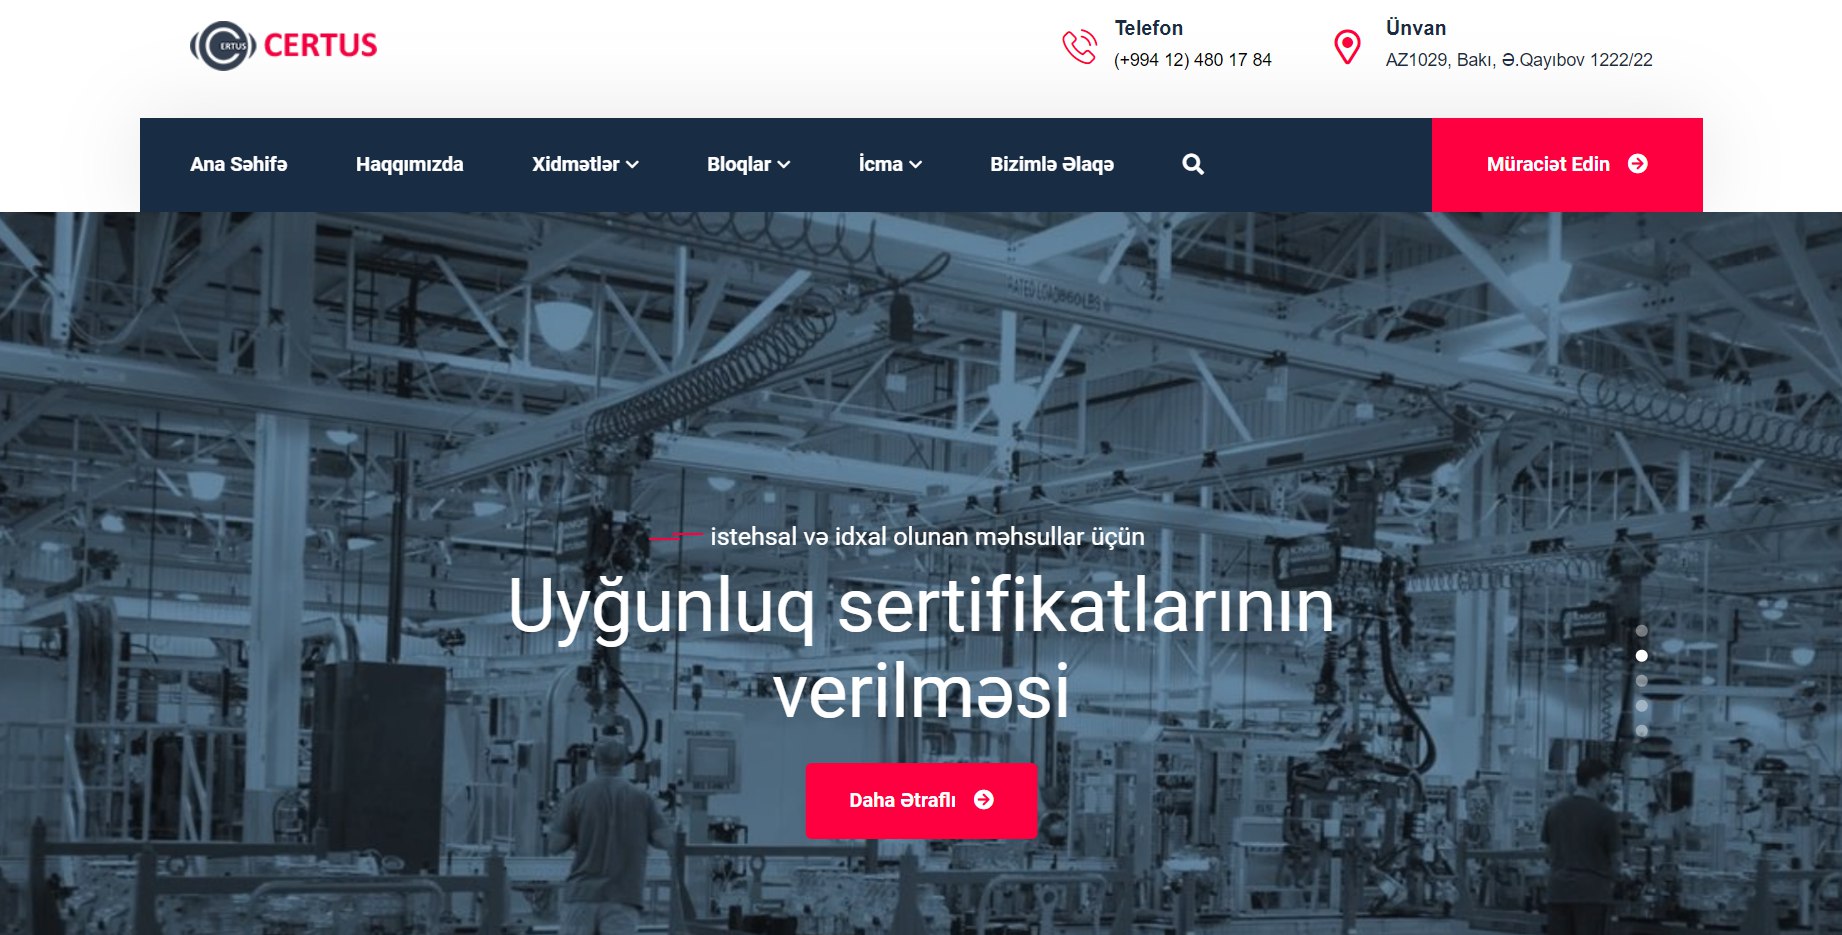 ERTUS CERTUS
Telefon
(+994 12) 480 17 84
Ünvan
AZ1029, Bakı, Ə.Qayıbov 1222/22
Ana Səhifə Haqqımızda Xidmətlər Bloqlar İcma Bizimlə Əlaqə
Müraciət Edin
istehsal və idxal olunan məhsullar üçün
Uyğunluq sertifikatlarının
verilməsi
Daha Ətraflı